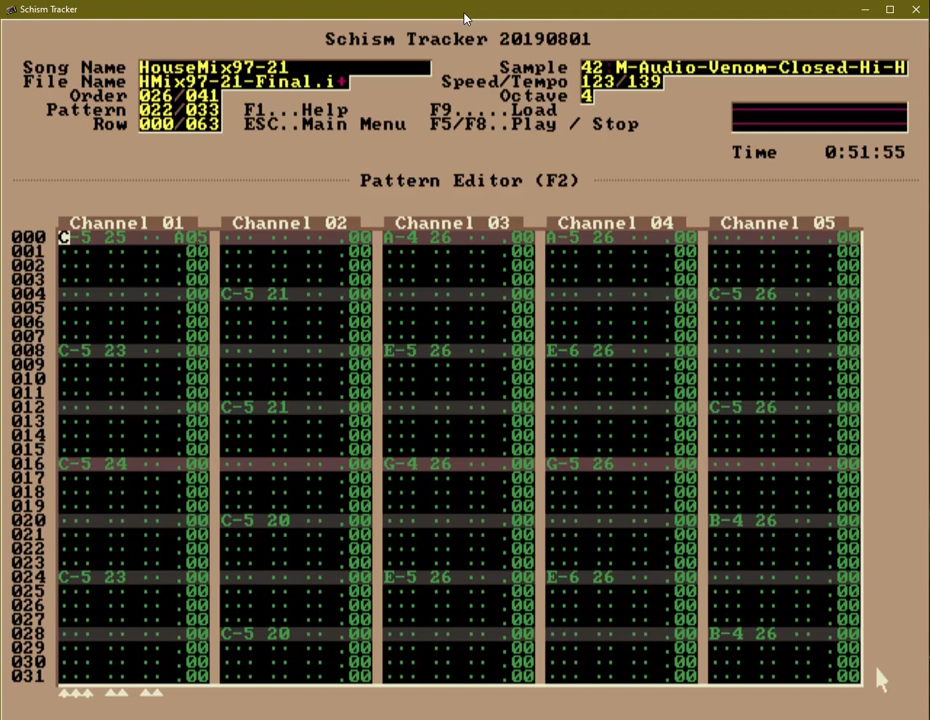 Schism Tracker
Schism Tracker 20190801
Song Name HouseMix97-21 Sample 42 M-Audio-Venom-Closed-Hi-H
File Name HMix97-21-Final.i+ Speed/Tempo 123/139
Order 026/041 Octave 4
Pattern 022/033 F1...Help F9.....Load
Row 000/063 ESC..Main Menu F5/F8..Play / Stop
Time 0:51:55
Pattern Editor (F2)
Channel 01 Channel 02 Channel 03 Channel 04 Channel 05
000 C-5 25 ·· A05 ··· ·· ·· .00 A-4 26 ·· .00 A-5 26 ·· .00 ··· ·· ·· .00
001 ··· ·· ·· .00 ··· ·· ·· .00 ··· ·· ·· .00 ··· ·· ·· .00 ··· ·· ·· .00
002 ··· ·· ·· .00 ··· ·· ·· .00 ··· ·· ·· .00 ··· ·· ·· .00 ··· ·· ·· .00
003 ··· ·· ·· .00 ··· ·· ·· .00 ··· ·· ·· .00 ··· ·· ·· .00 ··· ·· ·· .00
004 ··· ·· ·· .00 C-5 21 ·· .00 ··· ·· ·· .00 ··· ·· ·· .00 C-5 26 ·· .00
005 ··· ·· ·· .00 ··· ·· ·· .00 ··· ·· ·· .00 ··· ·· ·· .00 ··· ·· ·· .00
006 ··· ·· ·· .00 ··· ·· ·· .00 ··· ·· ·· .00 ··· ·· ·· .00 ··· ·· ·· .00
007 ··· ·· ·· .00 ··· ·· ·· .00 ··· ·· ·· .00 ··· ·· ·· .00 ··· ·· ·· .00
008 C-5 23 ·· .00 ··· ·· ·· .00 E-5 26 ·· .00 E-6 26 ·· .00 ··· ·· ·· .00
009 ··· ·· ·· .00 ··· ·· ·· .00 ··· ·· ·· .00 ··· ·· ·· .00 ··· ·· ·· .00
010 ··· ·· ·· .00 ··· ·· ·· .00 ··· ·· ·· .00 ··· ·· ·· .00 ··· ·· ·· .00
011 ··· ·· ·· .00 ··· ·· ·· .00 ··· ·· ·· .00 ··· ·· ·· .00 ··· ·· ·· .00
012 ··· ·· ·· .00 C-5 21 ·· .00 ··· ·· ·· .00 ··· ·· ·· .00 C-5 26 ·· .00
013 ··· ·· ·· .00 ··· ·· ·· .00 ··· ·· ·· .00 ··· ·· ·· .00 ··· ·· ·· .00
014 ··· ·· ·· .00 ··· ·· ·· .00 ··· ·· ·· .00 ··· ·· ·· .00 ··· ·· ·· .00
015 ··· ·· ·· .00 ··· ·· ·· .00 ··· ·· ·· .00 ··· ·· ·· .00 ··· ·· ·· .00
016 C-5 24 ·· .00 ··· ·· ·· .00 G-4 26 ·· .00 G-5 26 ·· .00 ··· ·· ·· .00
017 ··· ·· ·· .00 ··· ·· ·· .00 ··· ·· ·· .00 ··· ·· ·· .00 ··· ·· ·· .00
018 ··· ·· ·· .00 ··· ·· ·· .00 ··· ·· ·· .00 ··· ·· ·· .00 ··· ·· ·· .00
019 ··· ·· ·· .00 ··· ·· ·· .00 ··· ·· ·· .00 ··· ·· ·· .00 ··· ·· ·· .00
020 ··· ·· ·· .00 C-5 20 ·· .00 ··· ·· ·· .00 ··· ·· ·· .00 B-4 26 ·· .00
021 ··· ·· ·· .00 ··· ·· ·· .00 ··· ·· ·· .00 ··· ·· ·· .00 ··· ·· ·· .00
022 ··· ·· ·· .00 ··· ·· ·· .00 ··· ·· ·· .00 ··· ·· ·· .00 ··· ·· ·· .00
023 ··· ·· ·· .00 ··· ·· ·· .00 ··· ·· ·· .00 ··· ·· ·· .00 ··· ·· ·· .00
024 C-5 23 ·· .00 ··· ·· ·· .00 E-5 26 ·· .00 E-6 26 ·· .00 ··· ·· ·· .00
025 ··· ·· ·· .00 ··· ·· ·· .00 ··· ·· ·· .00 ··· ·· ·· .00 ··· ·· ·· .00
026 ··· ·· ·· .00 ··· ·· ·· .00 ··· ·· ·· .00 ··· ·· ·· .00 ··· ·· ·· .00
027 ··· ·· ·· .00 ··· ·· ·· .00 ··· ·· ·· .00 ··· ·· ·· .00 ··· ·· ·· .00
028 ··· ·· ·· .00 C-5 20 ·· .00 ··· ·· ·· .00 ··· ·· ·· .00 B-4 26 ·· .00
029 ··· ·· ·· .00 ··· ·· ·· .00 ··· ·· ·· .00 ··· ·· ·· .00 ··· ·· ·· .00
030 ··· ·· ·· .00 ··· ·· ·· .00 ··· ·· ·· .00 ··· ·· ·· .00 ··· ·· ·· .00
031 ··· ·· ·· .00 ··· ·· ·· .00 ··· ·· ·· .00 ··· ·· ·· .00 ··· ·· ·· .00